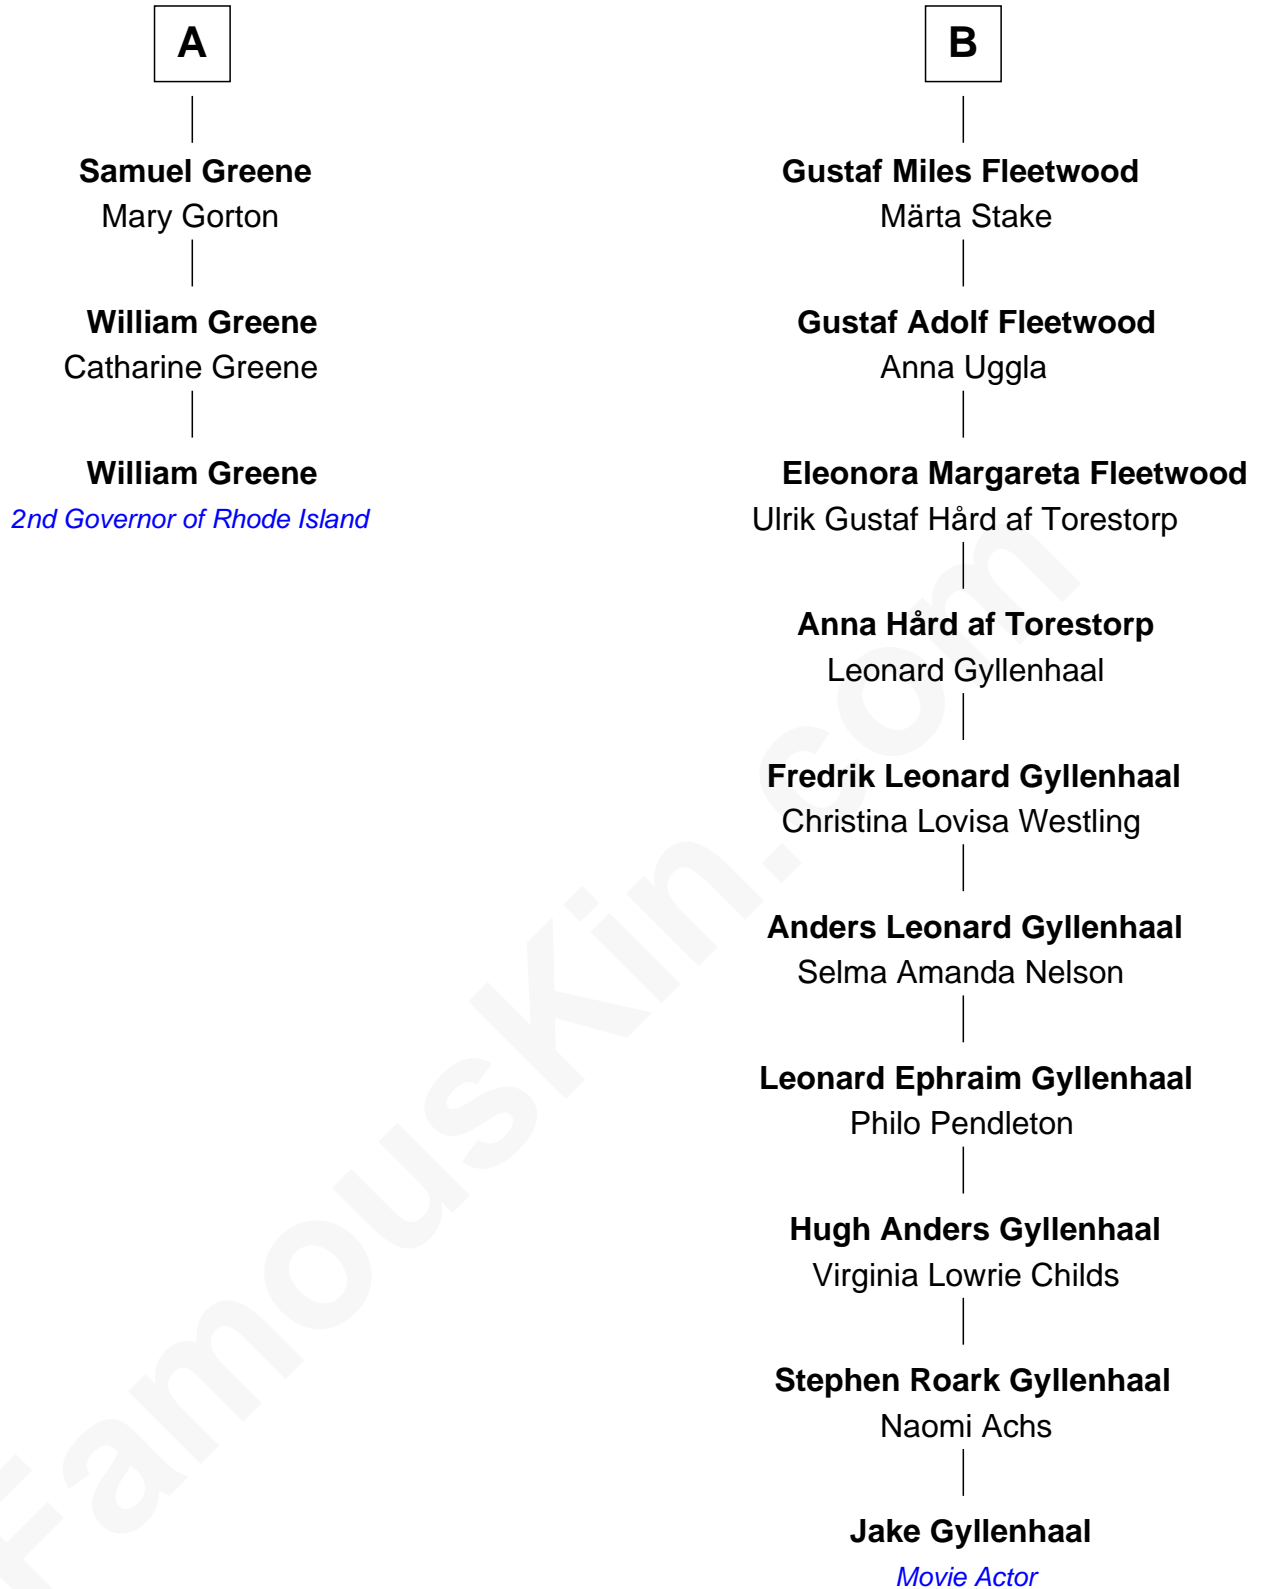 A
Samuel Greene
Mary Gorton
William Greene
Catharine Greene
William Greene
2nd Governor of Rhode Island
B
Gustaf Miles Fleetwood
Märta Stake
Gustaf Adolf Fleetwood
Anna Uggla
Eleonora Margareta Fleetwood
Ulrik Gustaf Hård af Torestorp
Anna Hård af Torestorp
Leonard Gyllenhaal
Fredrik Leonard Gyllenhaal
Christina Lovisa Westling
Anders Leonard Gyllenhaal
Selma Amanda Nelson
Leonard Ephraim Gyllenhaal
Philo Pendleton
Hugh Anders Gyllenhaal
Virginia Lowrie Childs
Stephen Roark Gyllenhaal
Naomi Achs
Jake Gyllenhaal
Movie Actor
FamousKin.com